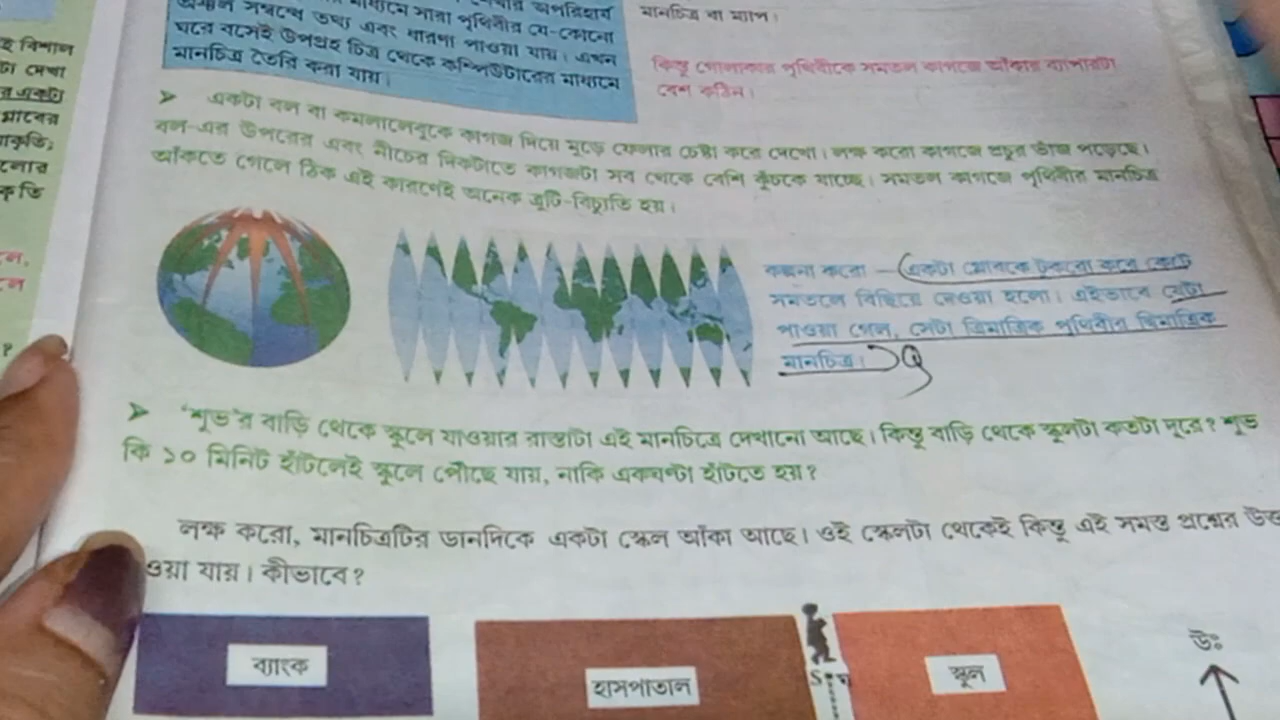 ই বিশাল
টা দেখা
র একটা
গ্লোবের
াকৃতি;
লোর
কৃতি
লে,
লে
?
মাধ্যমে সারা পৃথিবীর যে-কোনো
অঞ্চল সম্বন্ধে তথ্য এবং ধারণা পাওয়া যায়। এখন
ঘরে বসেই উপগ্রহ চিত্র থেকে কম্পিউটারের মাধ্যমে
মানচিত্র তৈরি করা যায়।
মানচিত্র বা ম্যাপ।
কিন্তু গোলাকার পৃথিবীকে সমতল কাগজে আঁকার ব্যাপারটা
বেশ কঠিন।
➤ একটা বল বা কমলালেবুকে কাগজ দিয়ে মুড়ে ফেলার চেষ্টা করে দেখো। লক্ষ করো কাগজে প্রচুর ভাঁজ পড়েছে।
বল-এর উপরের এবং নীচের দিকটাতে কাগজটা সব থেকে বেশি কুঁচকে যাচ্ছে। সমতল কাগজে পৃথিবীর মানচিত্র
আঁকতে গেলে ঠিক এই কারণেই অনেক ত্রুটি-বিচ্যুতি হয়।
কল্পনা করো — একটা গ্লোবকে টুকরো করে কেটে
সমতলে বিছিয়ে দেওয়া হলো। এইভাবে যেটা
পাওয়া গেল, সেটা ত্রিমাত্রিক পৃথিবীর দ্বিমাত্রিক
মানচিত্র।
➤ 'শুভ'র বাড়ি থেকে স্কুলে যাওয়ার রাস্তাটা এই মানচিত্রে দেখানো আছে। কিন্তু বাড়ি থেকে স্কুলটা কতটা দূরে? শুভ
কি ১০ মিনিট হাঁটলেই স্কুলে পৌঁছে যায়, নাকি একঘণ্টা হাঁটতে হয়?
লক্ষ করো, মানচিত্রটির ডানদিকে একটা স্কেল আঁকা আছে। ওই স্কেলটা থেকেই কিন্তু এই সমস্ত প্রশ্নের উত্ত
ওয়া যায়। কীভাবে?
ব্যাংক
হাসপাতাল
স্কুল
উঃ